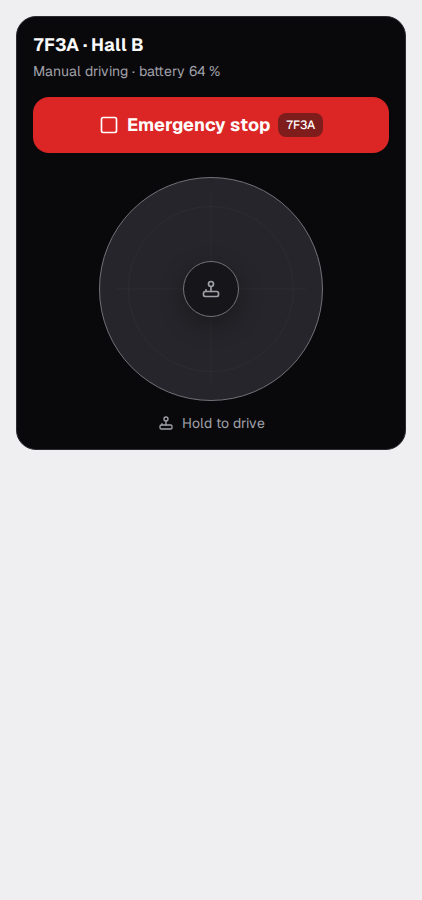 7F3A · Hall B
Manual driving · battery 64 %
Emergency stop 7F3A
Hold to drive